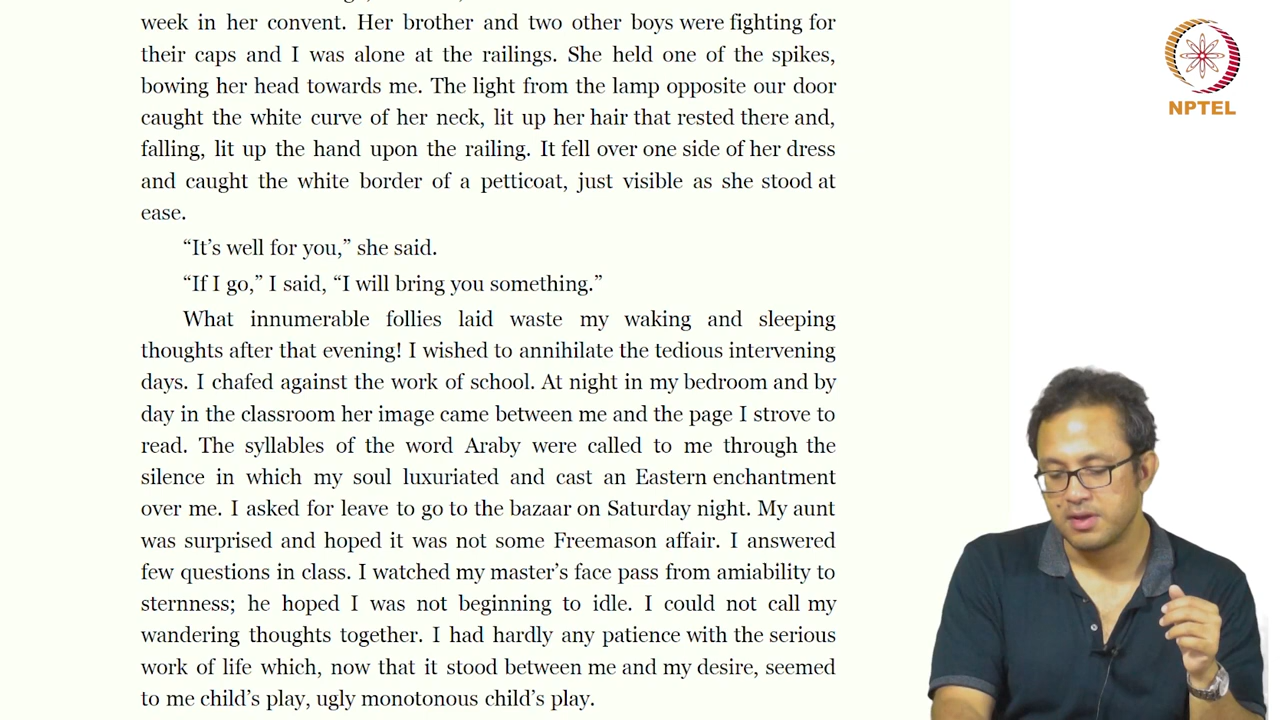 week in her convent. Her brother and two other boys were fighting for
their caps and I was alone at the railings. She held one of the spikes,
bowing her head towards me. The light from the lamp opposite our door
caught the white curve of her neck, lit up her hair that rested there and,
falling, lit up the hand upon the railing. It fell over one side of her dress
and caught the white border of a petticoat, just visible as she stood at
ease.
“It’s well for you,” she said.
“If I go,” I said, “I will bring you something.”
What innumerable follies laid waste my waking and sleeping
thoughts after that evening! I wished to annihilate the tedious intervening
days. I chafed against the work of school. At night in my bedroom and by
day in the classroom her image came between me and the page I strove to
read. The syllables of the word Araby were called to me through the
silence in which my soul luxuriated and cast an Eastern enchantment
over me. I asked for leave to go to the bazaar on Saturday night. My aunt
was surprised and hoped it was not some Freemason affair. I answered
few questions in class. I watched my master’s face pass from amiability to
sternness; he hoped I was not beginning to idle. I could not call my
wandering thoughts together. I had hardly any patience with the serious
work of life which, now that it stood between me and my desire, seemed
to me child’s play, ugly monotonous child’s play.
NPTEL